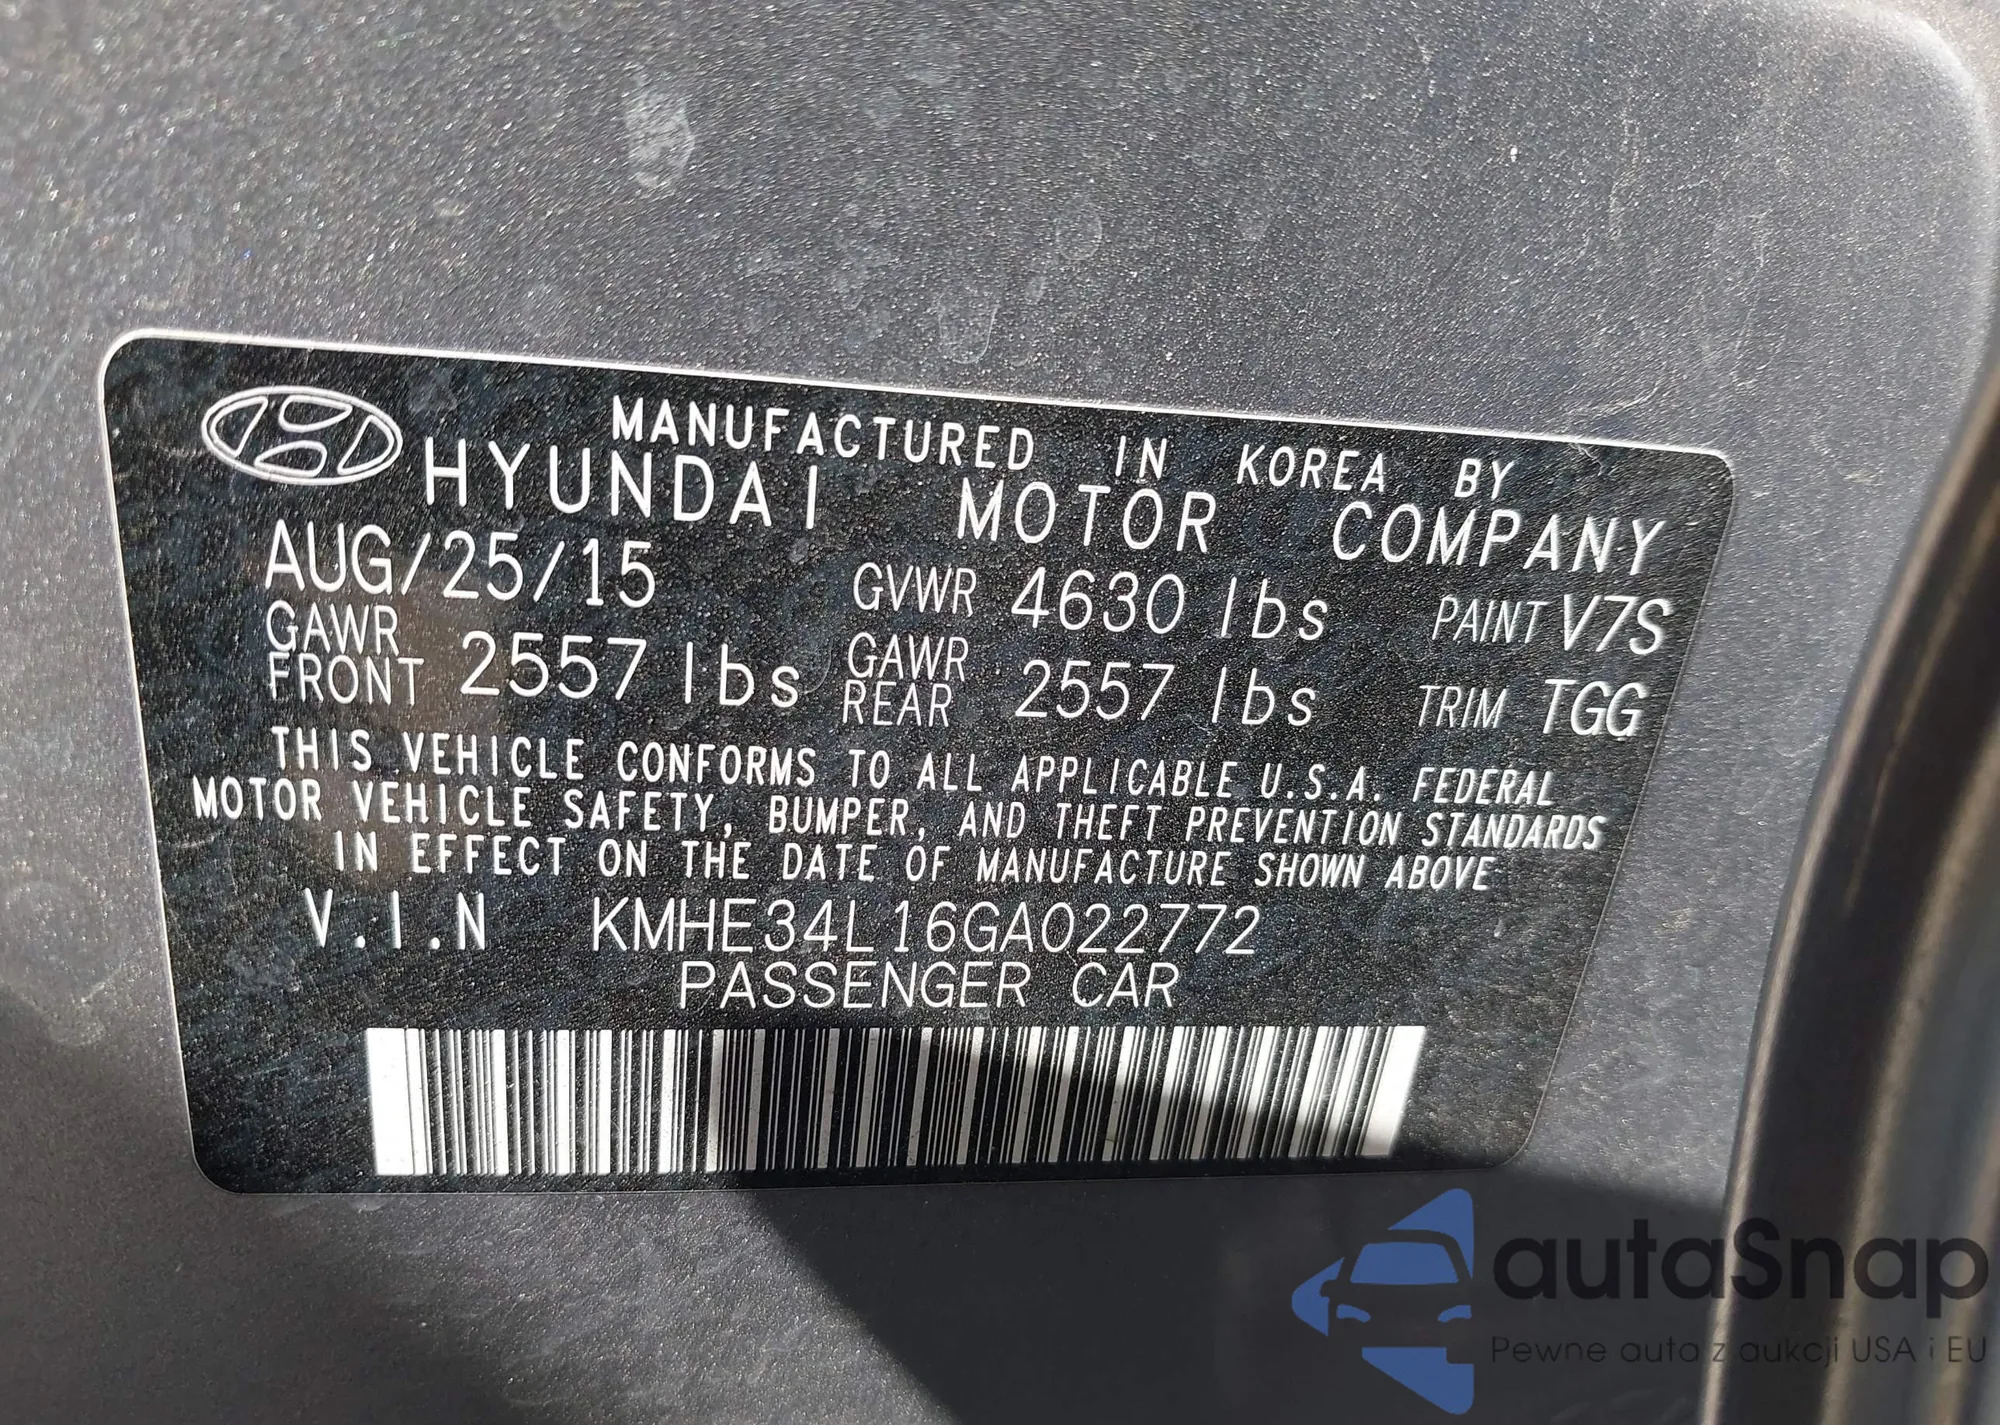 MANUFACTURED IN KOREA BY
HYUNDAI MOTOR COMPANY
AUG/25/15 GVWR 4630 lbs PAINT V7S
GAWR FRONT 2557 lbs GAWR REAR 2557 lbs TRIM TGG
THIS VEHICLE CONFORMS TO ALL APPLICABLE U.S.A. FEDERAL
MOTOR VEHICLE SAFETY, BUMPER, AND THEFT PREVENTION STANDARDS
IN EFFECT ON THE DATE OF MANUFACTURE SHOWN ABOVE
V.I.N KMHE34L16GA022772
PASSENGER CAR
autaSnap
Pewne auta z aukcji USA i EU